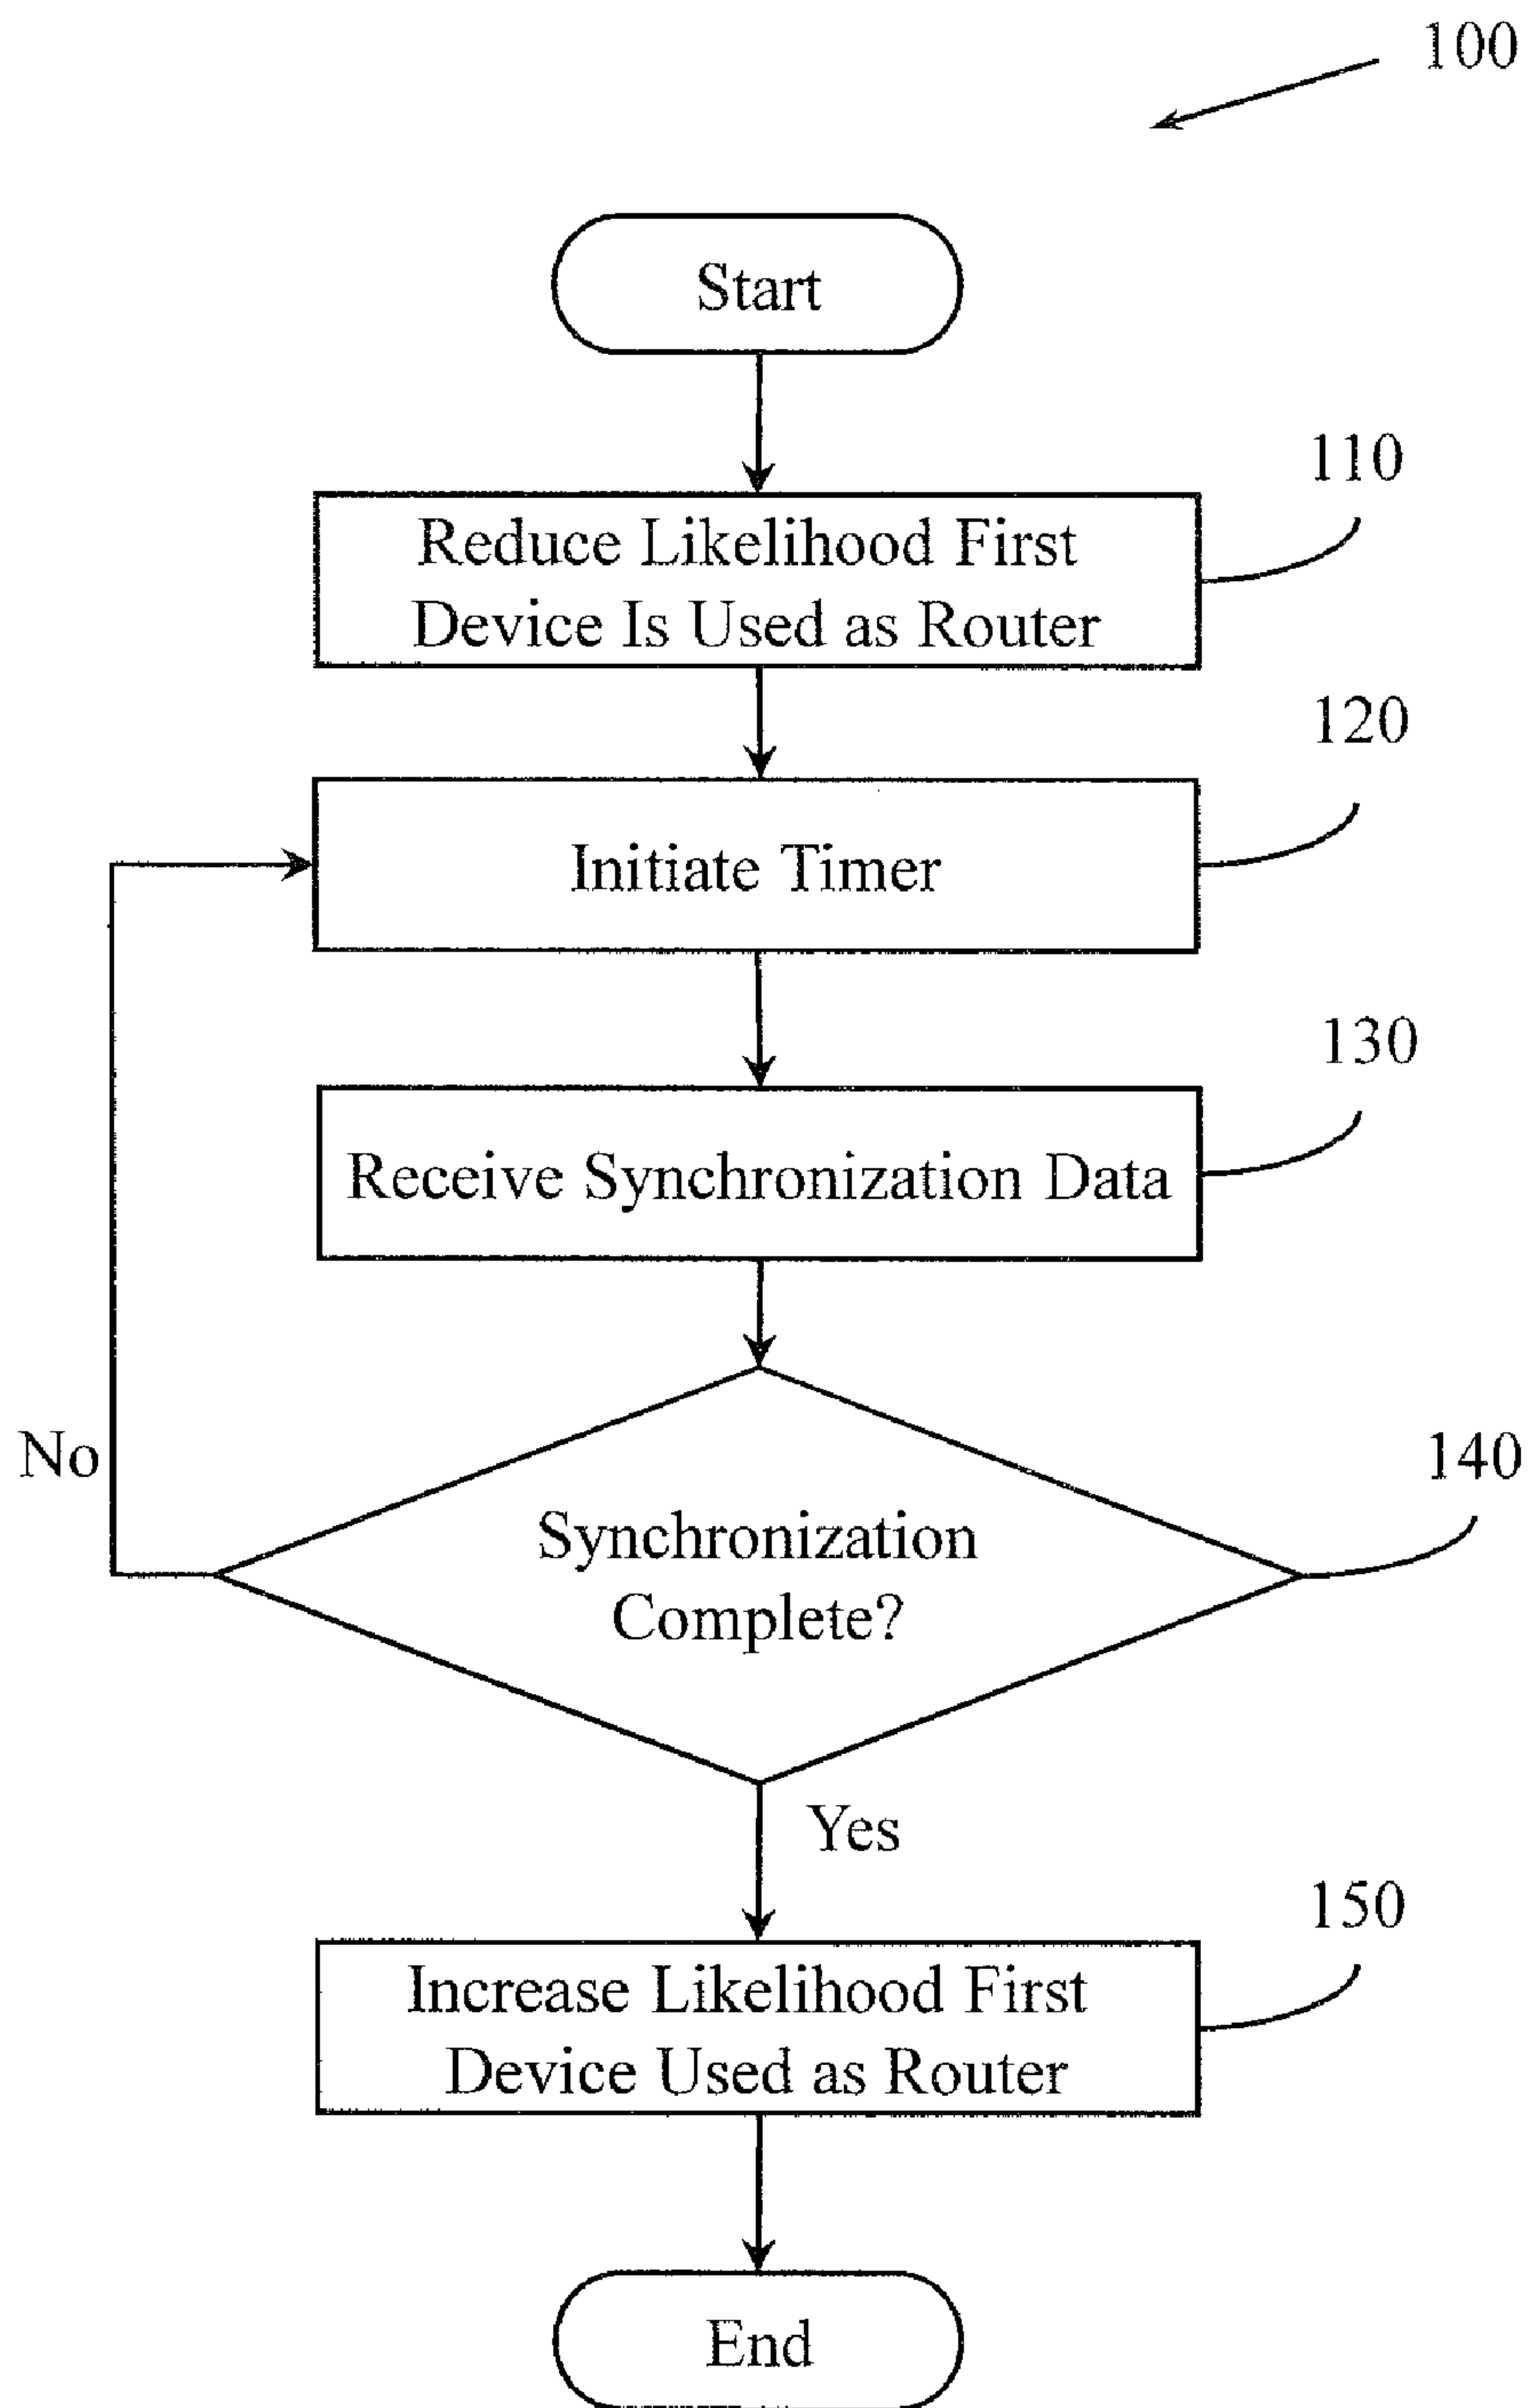 100
Start
110
Reduce Likelihood First
Device Is Used as Router
120
Initiate Timer
130
Receive Synchronization Data
No
140
Synchronization
Complete?
Yes
150
Increase Likelihood First
Device Used as Router
End